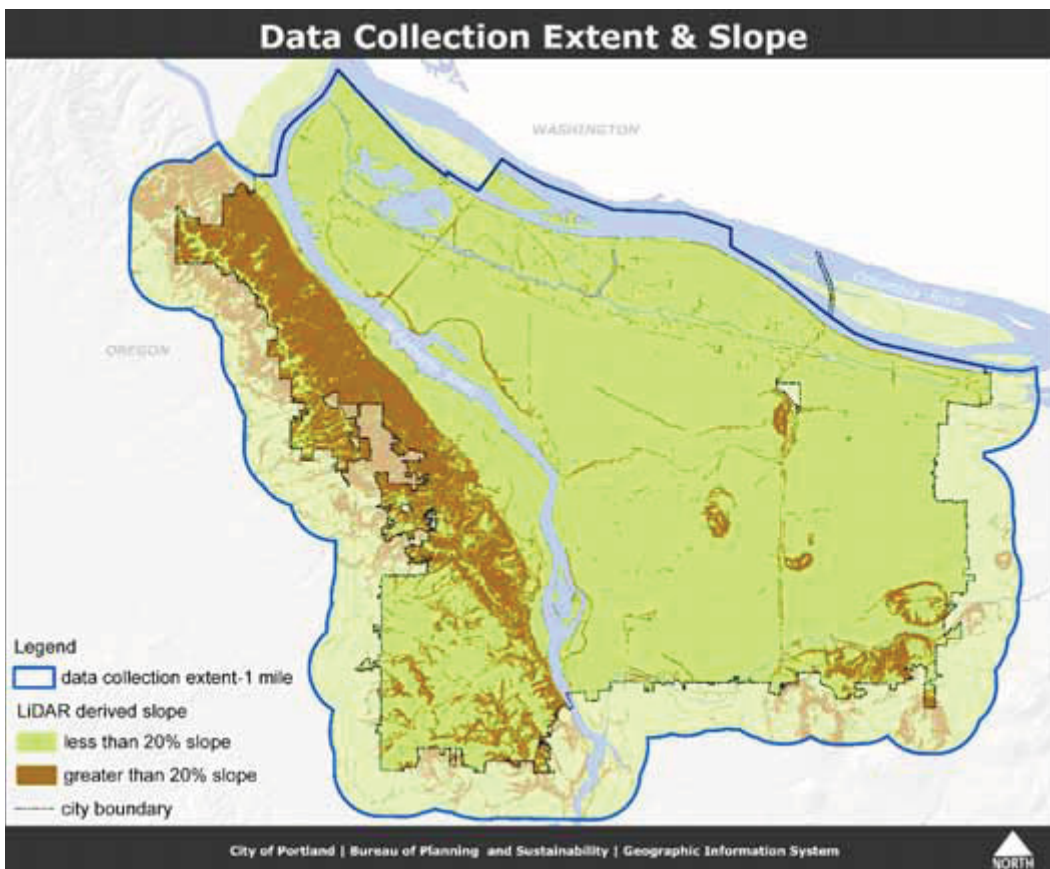 Data Collection Extent & Slope
WASHINGTON
Columbia River
OREGON
Legend
data collection extent-1 mile
LiDAR derived slope
less than 20% slope
greater than 20% slope
city boundary
City of Portland | Bureau of Planning and Sustainability | Geographic Information System
NORTH